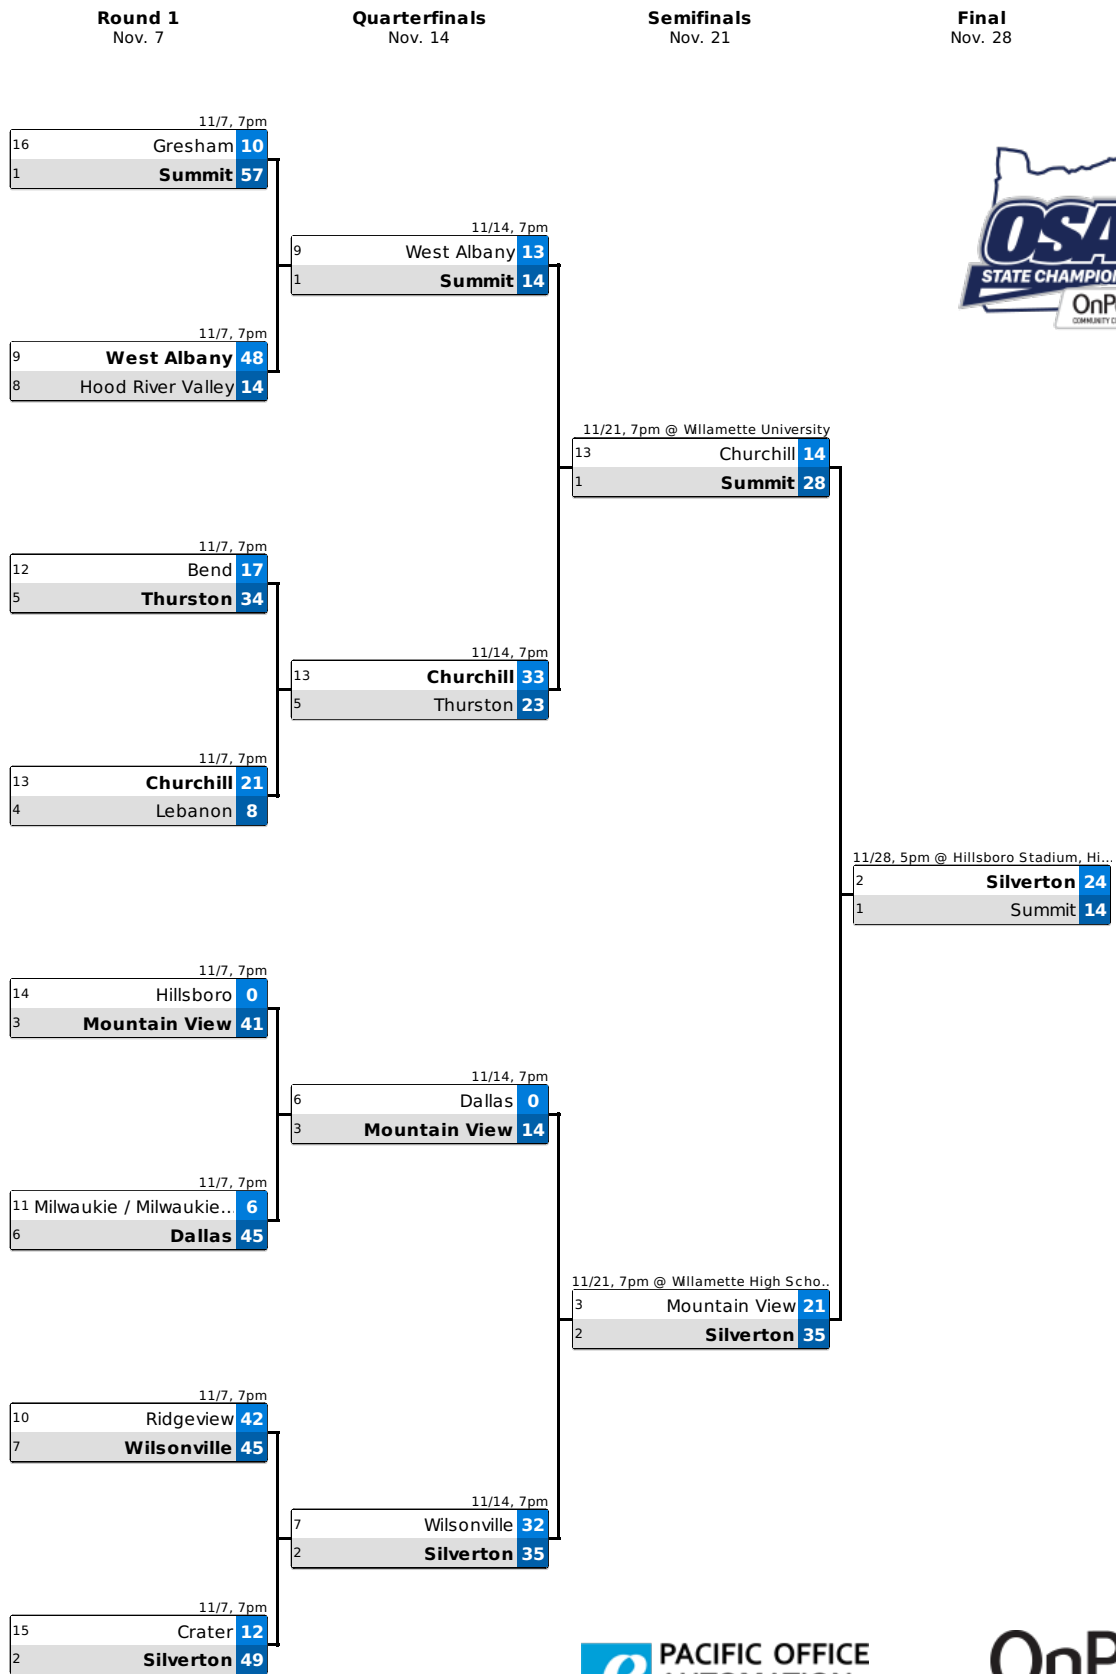 Round 1
Nov. 7
Quarterfinals
Nov. 14
Semifinals
Nov. 21
Final
Nov. 28
11/7, 7pm
16 Gresham 10
1 Summit 57
11/14, 7pm
9 West Albany 13
1 Summit 14
11/7, 7pm
9 West Albany 48
8 Hood River Valley 14
11/21, 7pm @ Willamette University
13 Churchill 14
1 Summit 28
11/7, 7pm
12 Bend 17
5 Thurston 34
11/14, 7pm
13 Churchill 33
5 Thurston 23
11/7, 7pm
13 Churchill 21
4 Lebanon 8
11/28, 5pm @ Hillsboro Stadium, Hi...
2 Silverton 24
1 Summit 14
11/7, 7pm
14 Hillsboro 0
3 Mountain View 41
11/14, 7pm
6 Dallas 0
3 Mountain View 14
11/7, 7pm
11 Milwaukie / Milwaukie... 6
6 Dallas 45
11/21, 7pm @ Willamette High Scho...
3 Mountain View 21
2 Silverton 35
11/7, 7pm
10 Ridgeview 42
7 Wilsonville 45
11/14, 7pm
7 Wilsonville 32
2 Silverton 35
11/7, 7pm
15 Crater 12
2 Silverton 49
OSA
STATE CHAMPIO
OnP
COMMUNITY C
PACIFIC OFFICE
AUTOMATION
OnP